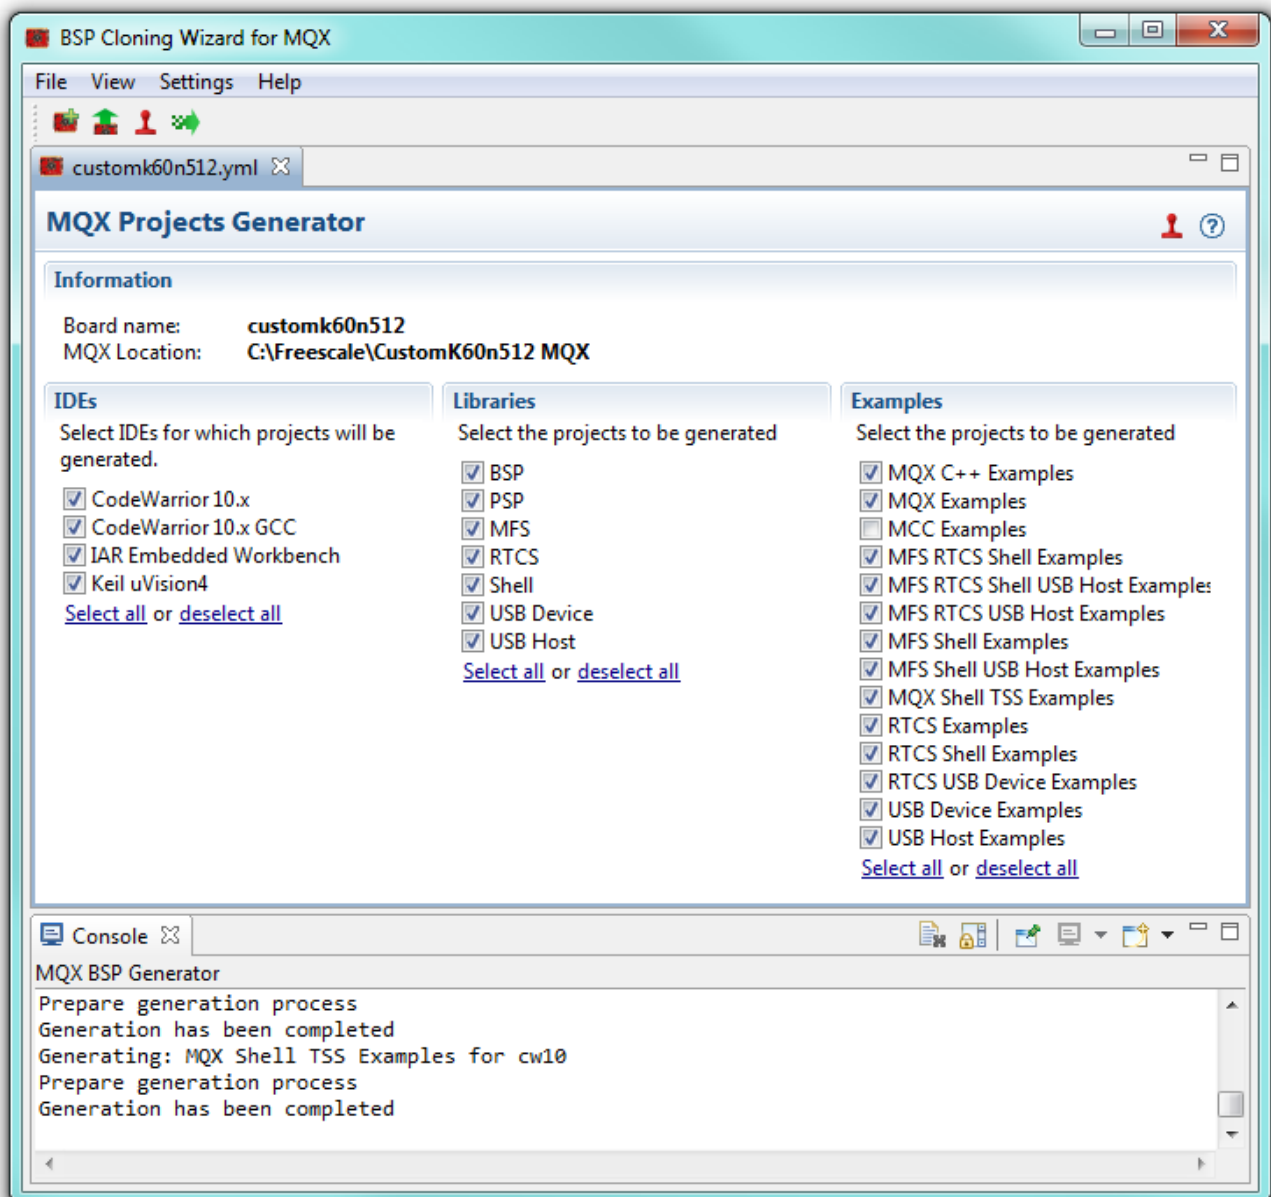 BSP Cloning Wizard for MQX
File View Settings Help
customk60n512.yml
MQX Projects Generator
Information
Board name: customk60n512
MQX Location: C:\Freescale\CustomK60n512 MQX
IDEs
Select IDEs for which projects will be
generated.
CodeWarrior 10.x
CodeWarrior 10.x GCC
IAR Embedded Workbench
Keil uVision4
Select all or deselect all
Libraries
Select the projects to be generated
BSP
PSP
MFS
RTCS
Shell
USB Device
USB Host
Select all or deselect all
Examples
Select the projects to be generated
MQX C++ Examples
MQX Examples
MCC Examples
MFS RTCS Shell Examples
MFS RTCS Shell USB Host Examples
MFS RTCS USB Host Examples
MFS Shell Examples
MFS Shell USB Host Examples
MQX Shell TSS Examples
RTCS Examples
RTCS Shell Examples
RTCS USB Device Examples
USB Device Examples
USB Host Examples
Select all or deselect all
Console
MQX BSP Generator
Prepare generation process
Generation has been completed
Generating: MQX Shell TSS Examples for cw10
Prepare generation process
Generation has been completed